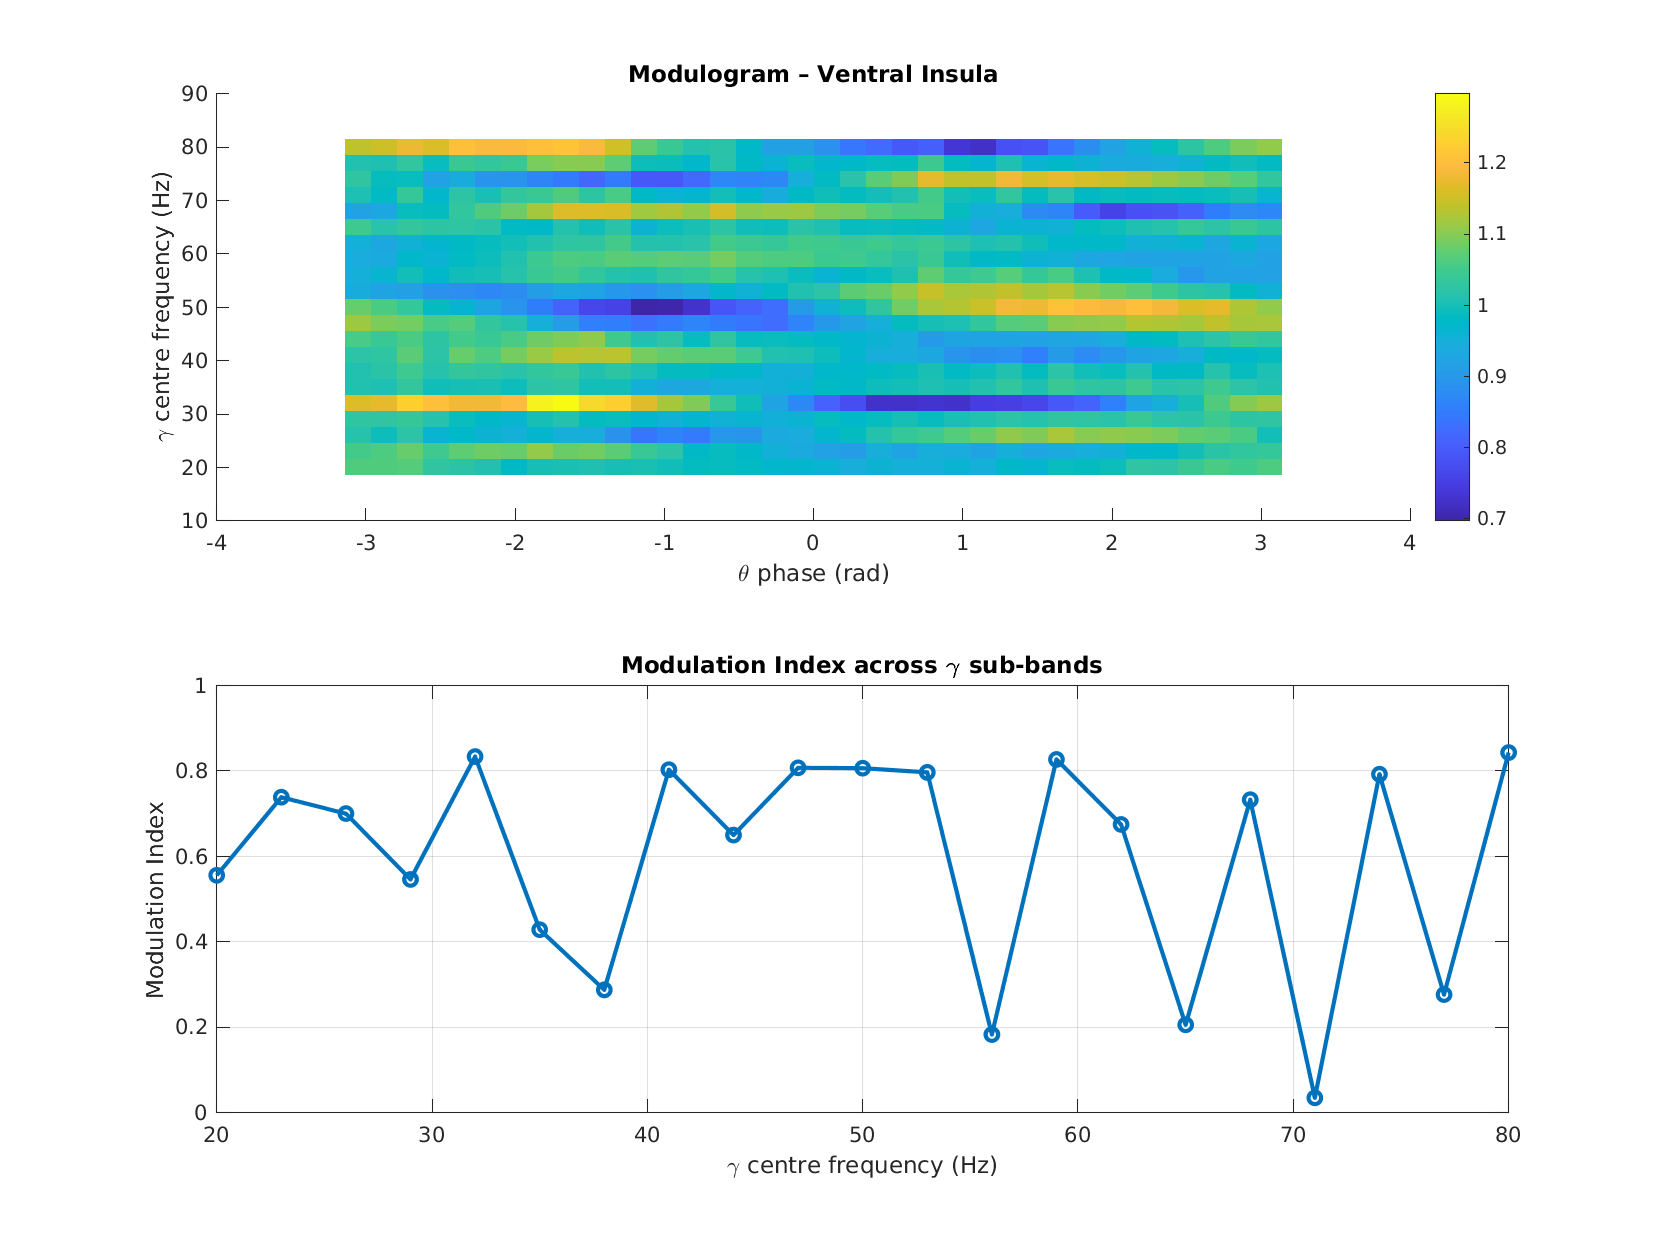 Modulogram – Ventral Insula
90
80
70
60
50
40
30
20
10
γ centre frequency (Hz)
-4 -3 -2 -1 0 1 2 3 4
θ phase (rad)
1.2
1.1
1
0.9
0.8
0.7
Modulation Index across γ sub-bands
1
0.8
0.6
0.4
0.2
0
Modulation Index
20 30 40 50 60 70 80
γ centre frequency (Hz)